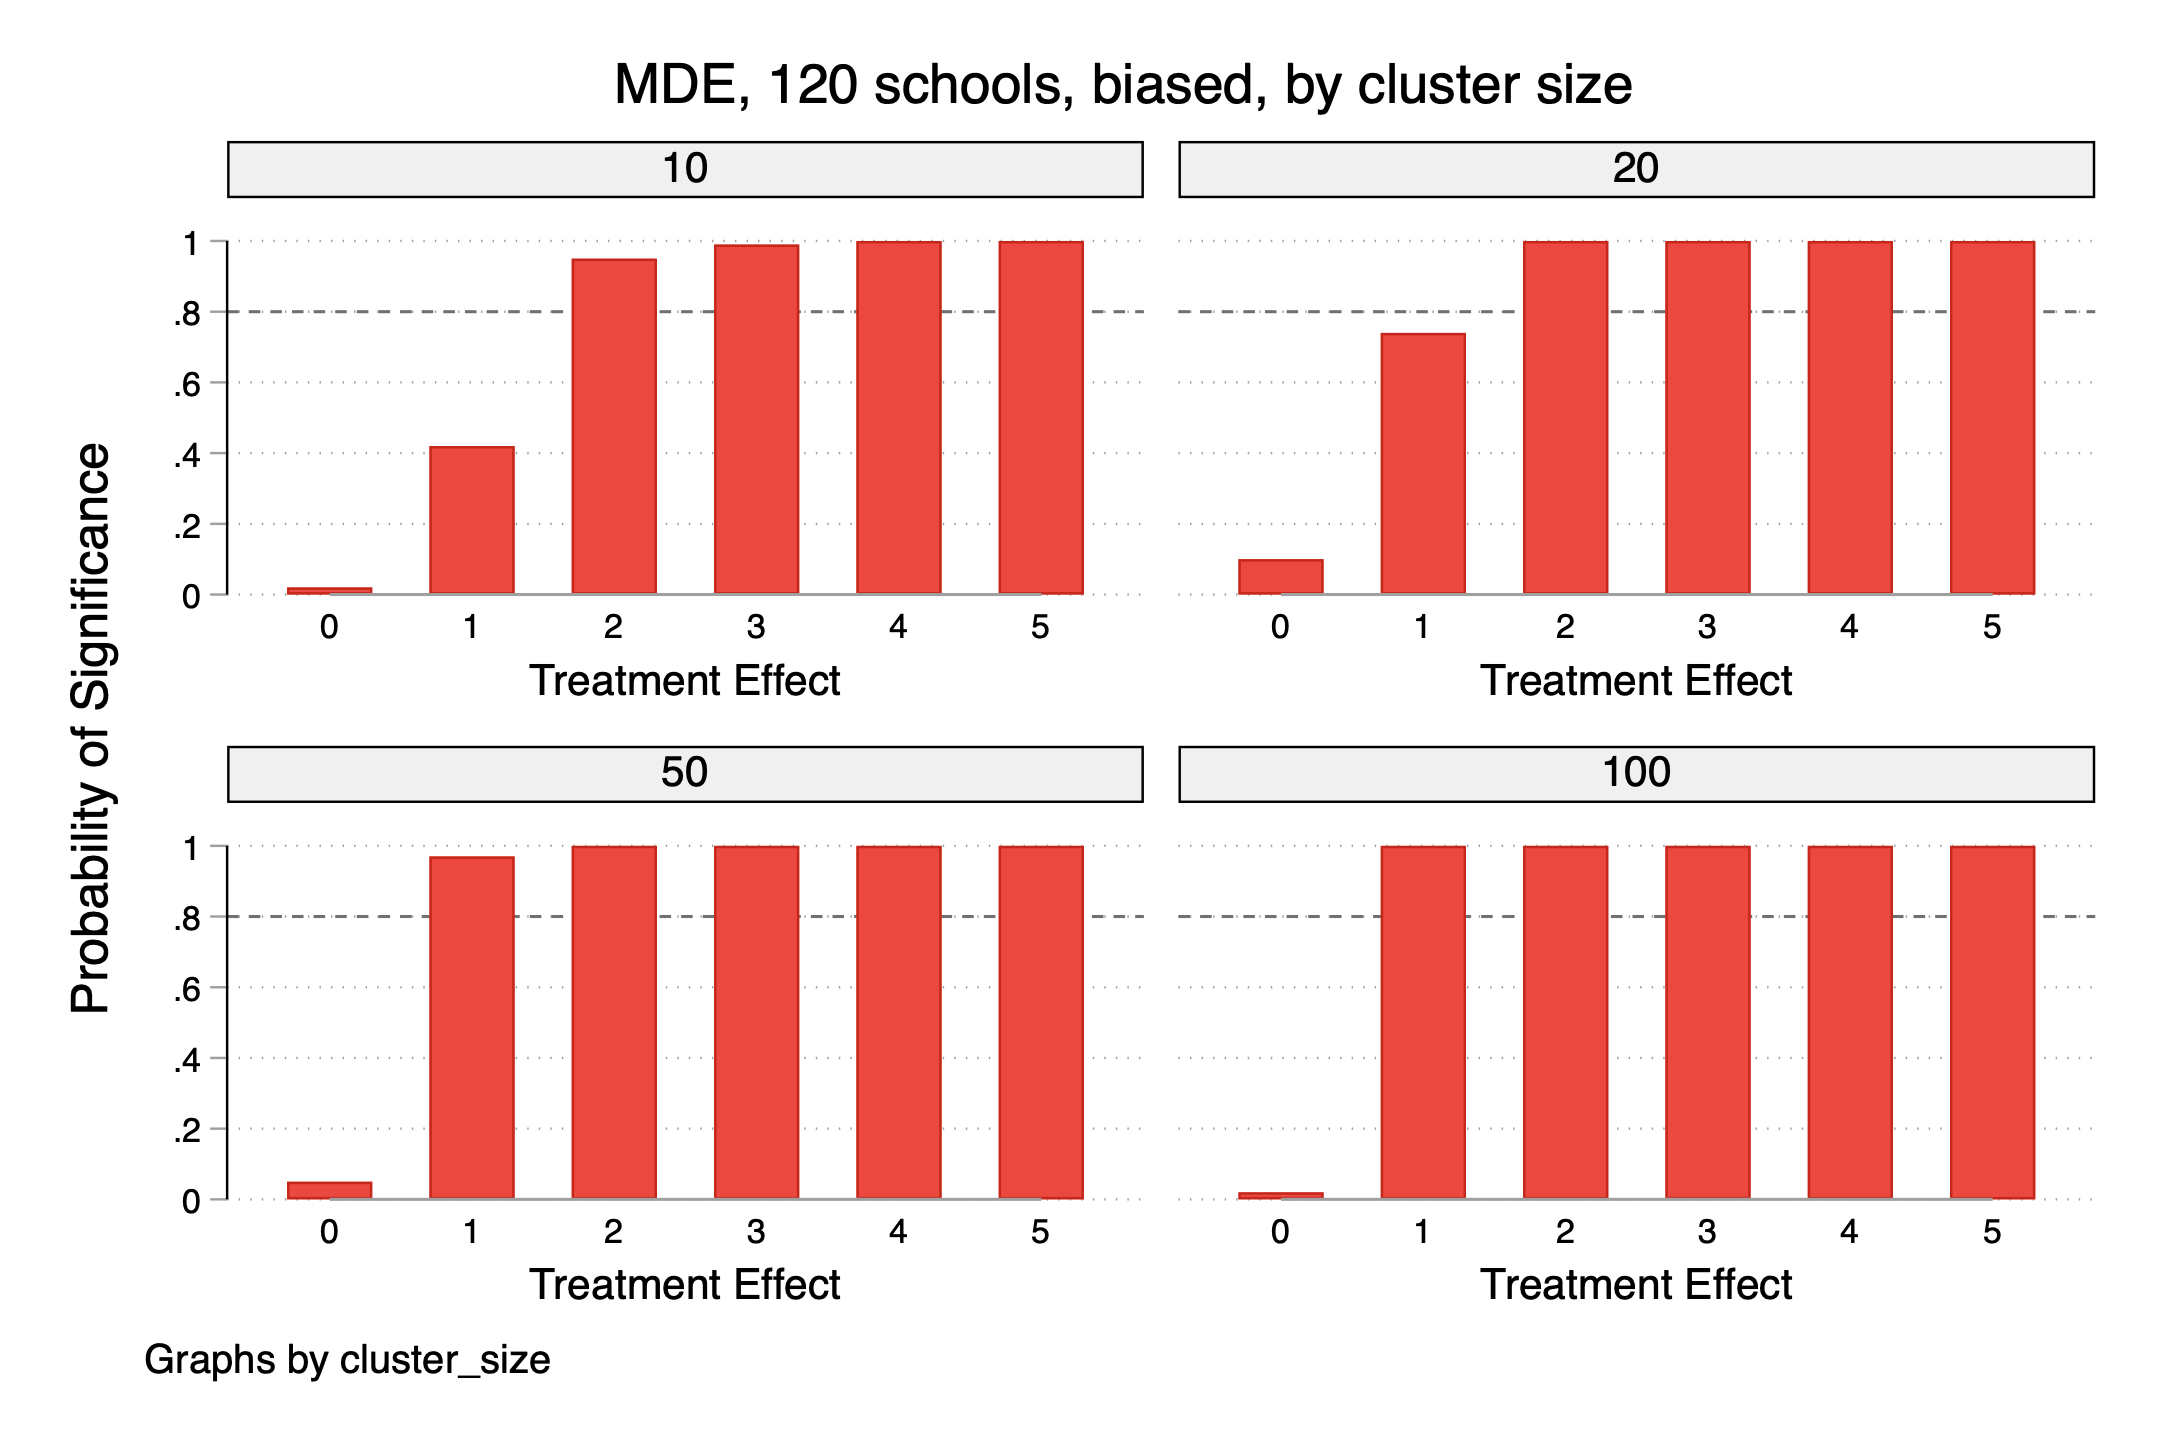 MDE, 120 schools, biased, by cluster size
10
20
Probability of Significance
1
.8
.6
.4
.2
0
0 1 2 3 4 5
0 1 2 3 4 5
Treatment Effect
Treatment Effect
50
100
1
.8
.6
.4
.2
0
0 1 2 3 4 5
0 1 2 3 4 5
Treatment Effect
Treatment Effect
Graphs by cluster_size